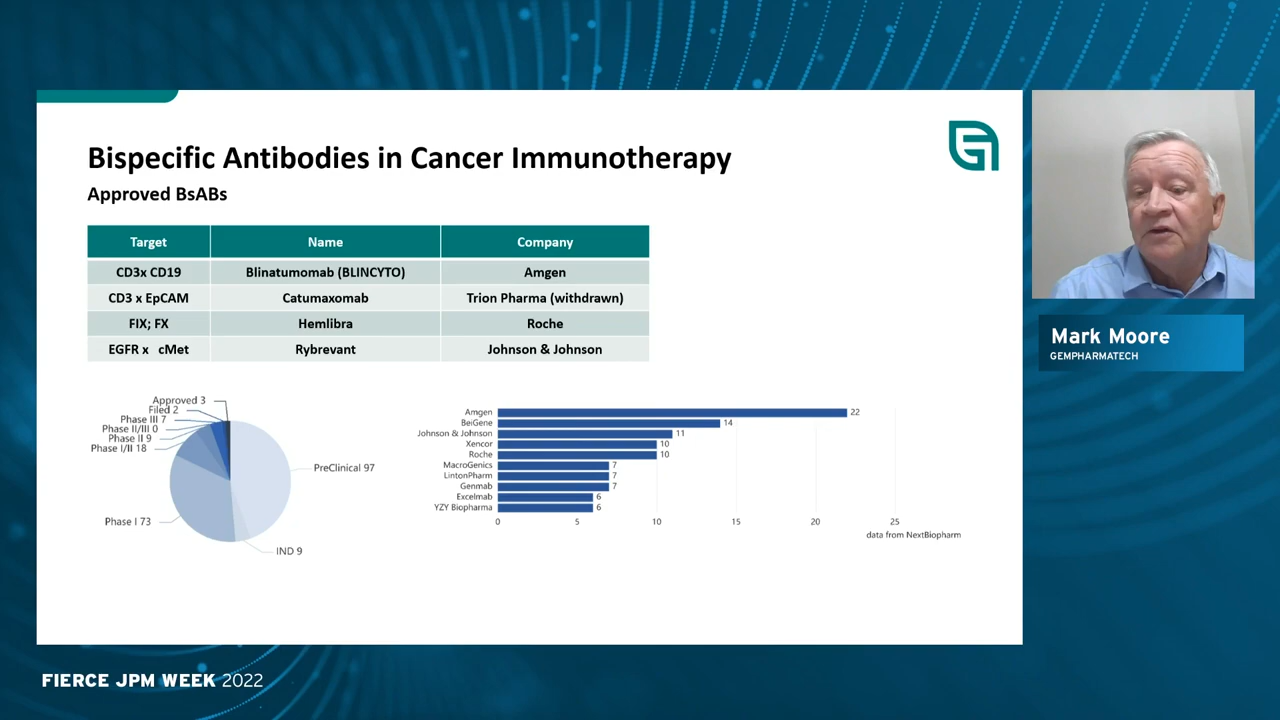 Bispecific Antibodies in Cancer Immunotherapy
Approved BsABs
Target Name Company
CD3x CD19 Blinatumomab (BLINCYTO) Amgen
CD3 x EpCAM Catumaxomab Trion Pharma (withdrawn)
FIX; FX Hemlibra Roche
EGFR x cMet Rybrevant Johnson & Johnson
Approved 3
Filed 2
Phase III 7
Phase II/III 0
Phase II 9
Phase I/II 18
PreClinical 97
Phase I 73
IND 9
Amgen 22
BeiGene 14
Johnson & Johnson 11
Xencor 10
Roche 10
MacroGenics 7
LintonPharm 7
Genmab 7
Excelmab 6
YZY Biopharma 6
0 5 10 15 20 25
data from NextBiopharm
Mark Moore
GEMPHARMATECH
FIERCE JPM WEEK 2022